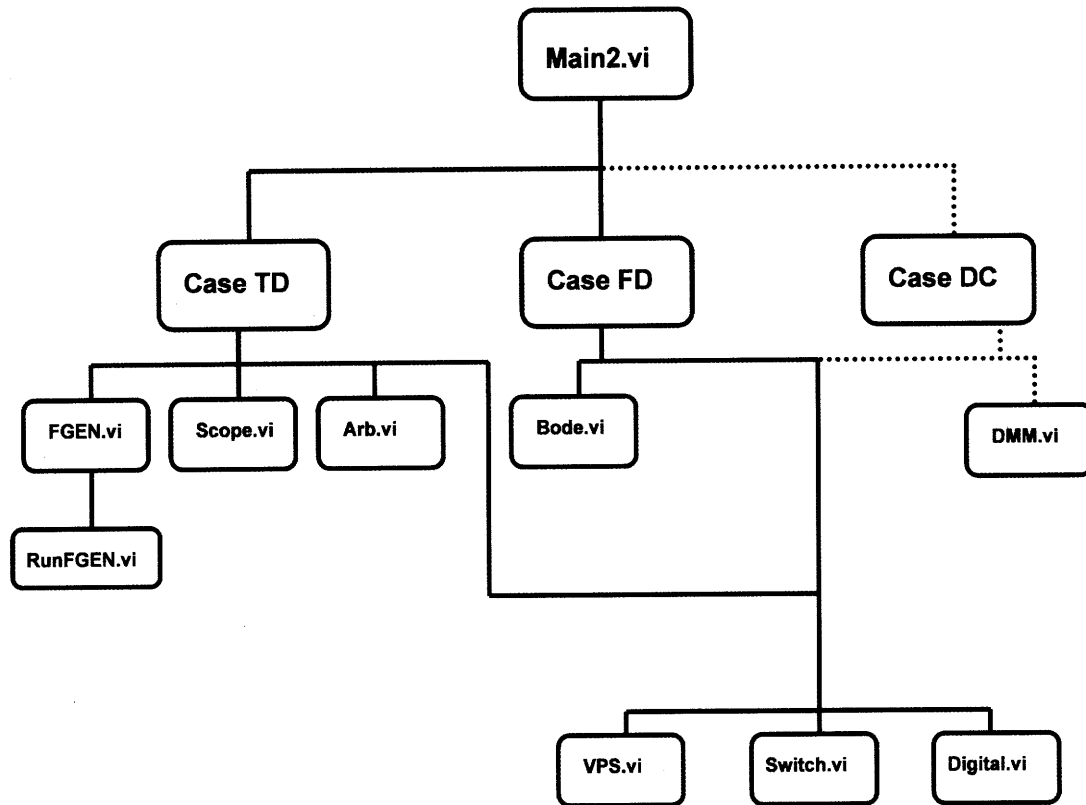 Main2.vi
Case TD
Case FD
Case DC
FGEN.vi
Scope.vi
Arb.vi
Bode.vi
DMM.vi
RunFGEN.vi
VPS.vi
Switch.vi
Digital.vi